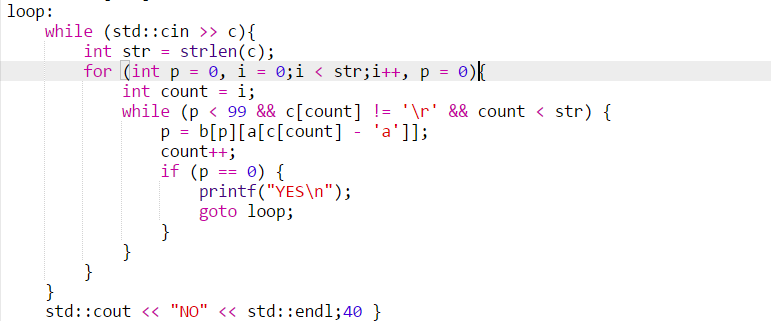 loop:
    while (std::cin >> c){
        int str = strlen(c);
        for (int p = 0, i = 0;i < str;i++, p = 0){
            int count = i;
            while (p < 99 && c[count] != '\r' && count < str) {
                p = b[p][a[c[count] - 'a']];
                count++;
                if (p == 0) {
                    printf("YES\n");
                    goto loop;
                }
            }
        }
    }
    std::cout << "NO" << std::endl;40 }